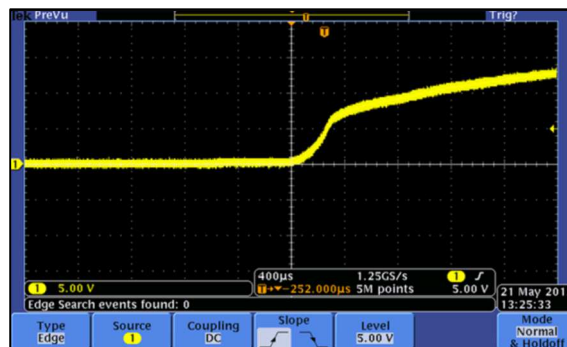 Tek PreVu
Trig?
T
T
1
400µs
1.25GS/s
1
1 5.00 V
T→▼−252.000µs
5M points
5.00 V
Edge Search events found: 0
21 May 201
13:25:33
Type
Edge
Source
1
Coupling
DC
Slope
Level
5.00 V
Mode
Normal
& Holdoff